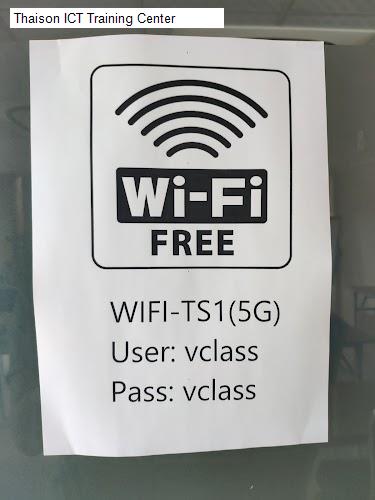 Thaison ICT Training Center
Wi-Fi
FREE
WIFI-TS1(5G)
User: vclass
Pass: vclass